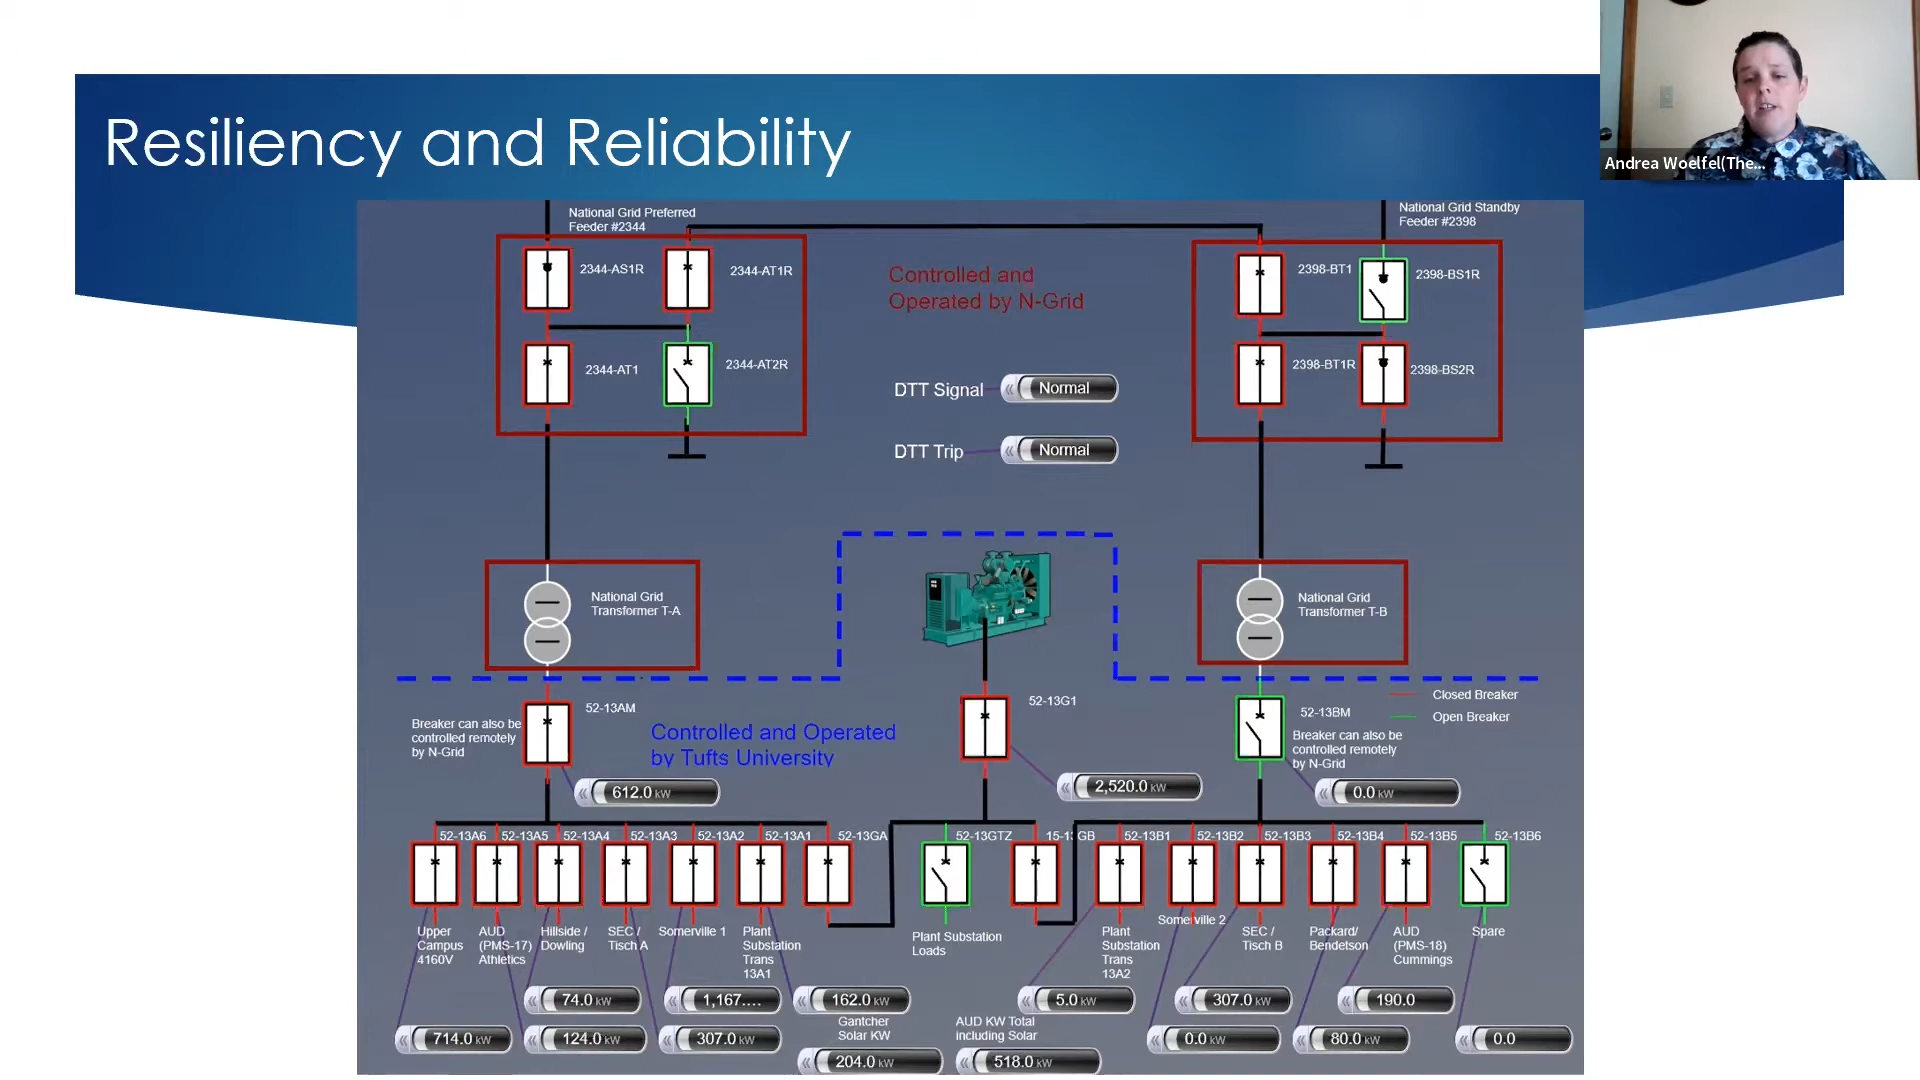 Resiliency and Reliability
Andrea Woelfel(The...
National Grid Preferred
Feeder #2344
National Grid Standby
Feeder #2398
2344-AS1R
2344-AT1R
Controlled and
Operated by N-Grid
2398-BT1
2398-BS1R
2344-AT1
2344-AT2R
2398-BT1R
2398-BS2R
DTT Signal
Normal
DTT Trip
Normal
National Grid
Transformer T-A
National Grid
Transformer T-B
52-13AM
Breaker can also be
controlled remotely
by N-Grid
Controlled and Operated
by Tufts University
52-13G1
52-13BM
Breaker can also be
controlled remotely
by N-Grid
Closed Breaker
Open Breaker
612.0 kW
2,520.0 kW
0.0 kW
52-13A6
52-13A5
52-13A4
52-13A3
52-13A2
52-13A1
52-13GA
52-13GTZ
52-13B1
52-13B2
52-13B3
52-13B4
52-13B5
52-13B6
Upper
Campus
4160V
AUD
(PMS-17)
Athletics
Hillside /
Dowling
SEC /
Tisch A
Somerville 1
Plant
Substation
Trans
13A1
Plant Substation
Loads
Plant
Substation
Trans
13A2
Somerville 2
SEC /
Tisch B
Packard/
Bendetson
AUD
(PMS-18)
Cummings
Spare
74.0 kW
1,167....
162.0 kW
5.0 kW
307.0 kW
190.0
714.0 kW
124.0 kW
307.0 kW
Gantcher
Solar KW
204.0 kW
AUD KW Total
including Solar
518.0 kW
0.0 kW
80.0 kW
0.0